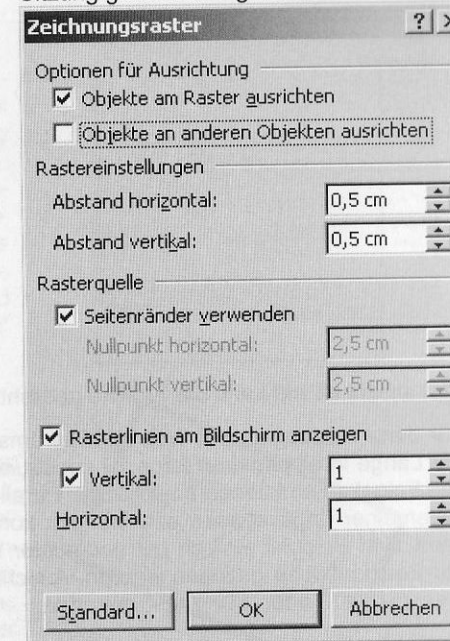 Zeichnungsraster
Optionen für Ausrichtung
Objekte am Raster ausrichten
Objekte an anderen Objekten ausrichten
Rastereinstellungen
Abstand horizontal: 0,5 cm
Abstand vertikal: 0,5 cm
Rasterquelle
Seitenränder verwenden
Nullpunkt horizontal: 2,5 cm
Nullpunkt vertikal: 2,5 cm
Rasterlinien am Bildschirm anzeigen
Vertikal: 1
Horizontal: 1
Standard... OK Abbrechen